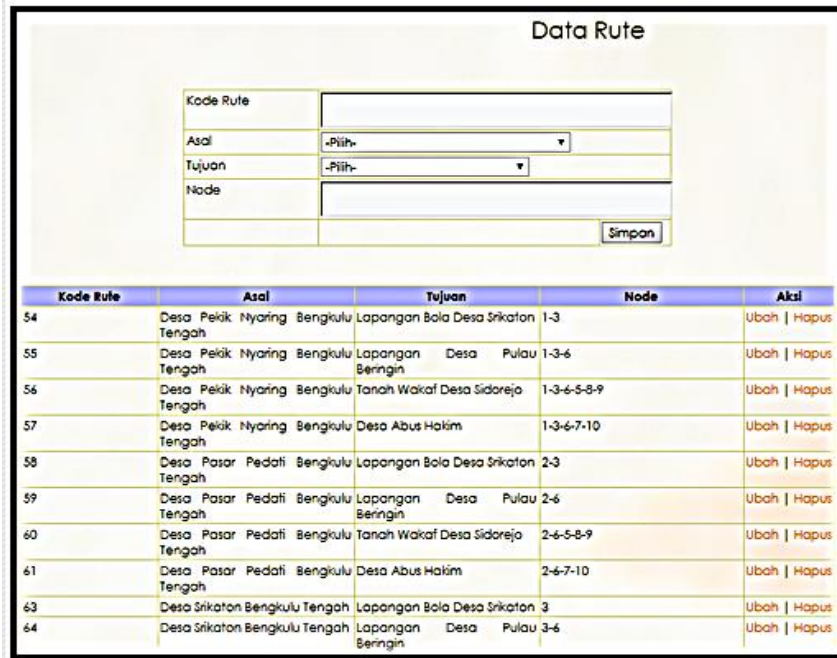 Data Rute
Kode Rute
Asal -Pilih-
Tujuan -Pilih-
Node
Simpan
Kode Rute Asal Tujuan Node Aksi
54 Desa Pekik Nyaring Bengkulu Tengah Lapangan Bola Desa Srikaton 1-3 Ubah | Hapus
55 Desa Pekik Nyaring Bengkulu Tengah Lapangan Desa Pulau Beringin 1-3-6 Ubah | Hapus
56 Desa Pekik Nyaring Bengkulu Tengah Tanah Wakaf Desa Sidorejo 1-3-6-5-8-9 Ubah | Hapus
57 Desa Pekik Nyaring Bengkulu Tengah Desa Abus Hakim 1-3-6-7-10 Ubah | Hapus
58 Desa Pasar Pedati Bengkulu Tengah Lapangan Bola Desa Srikaton 2-3 Ubah | Hapus
59 Desa Pasar Pedati Bengkulu Tengah Lapangan Desa Pulau Beringin 2-6 Ubah | Hapus
60 Desa Pasar Pedati Bengkulu Tengah Tanah Wakaf Desa Sidorejo 2-6-5-8-9 Ubah | Hapus
61 Desa Pasar Pedati Bengkulu Tengah Desa Abus Hakim 2-6-7-10 Ubah | Hapus
63 Desa Srikaton Bengkulu Tengah Lapangan Bola Desa Srikaton 3 Ubah | Hapus
64 Desa Srikaton Bengkulu Tengah Lapangan Desa Pulau Beringin 3-6 Ubah | Hapus